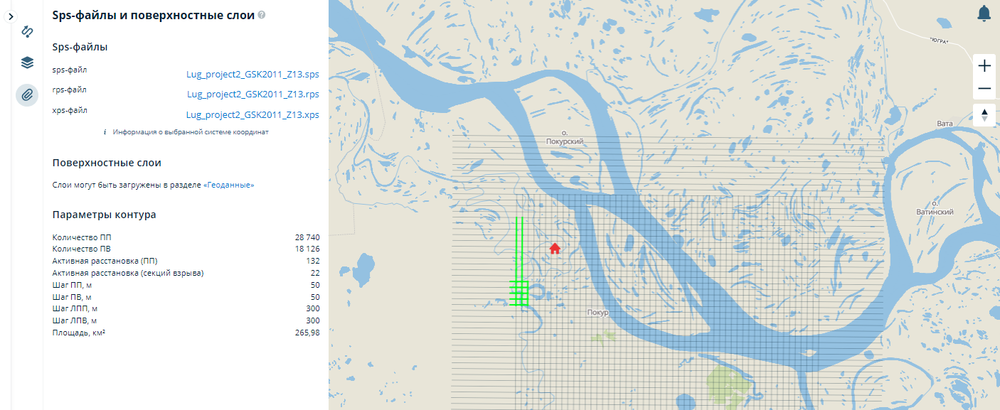 Sps-файлы и поверхностные слои ?
Sps-файлы
sps-файл Lug_project2_GSK2011_Z13.sps
rps-файл Lug_project2_GSK2011_Z13.rps
xps-файл Lug_project2_GSK2011_Z13.xps
i Информация о выбранной системе координат
Поверхностные слои
Слои могут быть загружены в разделе «Геоданные»
Параметры контура
Количество ПП 28 740
Количество ПВ 18 126
Активная расстановка (ПП) 132
Активная расстановка (секций взрыва) 22
Шаг ПП, м 50
Шаг ПВ, м 50
Шаг ЛПП, м 300
Шаг ЛПВ, м 300
Площадь, км² 265,98
"ЮГРА"
Вата
о.
Покурский
о.
Ватинский
Покур